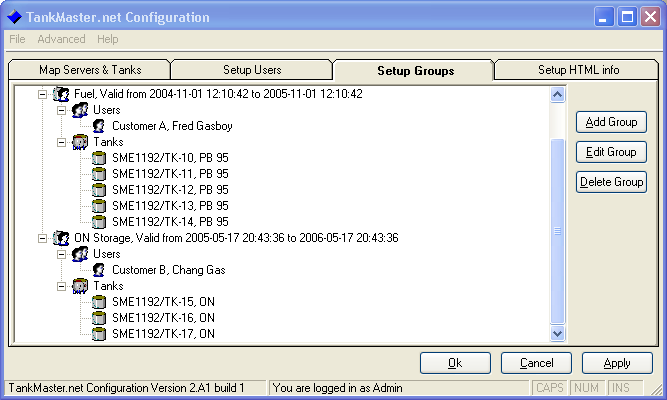 TankMaster.net Configuration
File Advanced Help
Map Servers & Tanks Setup Users Setup Groups Setup HTML info
Fuel, Valid from 2004-11-01 12:10:42 to 2005-11-01 12:10:42
Users
Customer A, Fred Gasboy
Tanks
SME1192/TK-10, PB 95
SME1192/TK-11, PB 95
SME1192/TK-12, PB 95
SME1192/TK-13, PB 95
SME1192/TK-14, PB 95
ON Storage, Valid from 2005-05-17 20:43:36 to 2006-05-17 20:43:36
Users
Customer B, Chang Gas
Tanks
SME1192/TK-15, ON
SME1192/TK-16, ON
SME1192/TK-17, ON
Add Group
Edit Group
Delete Group
Ok Cancel Apply
TankMaster.net Configuration Version 2.A1 build 1 You are logged in as Admin CAPS NUM INS